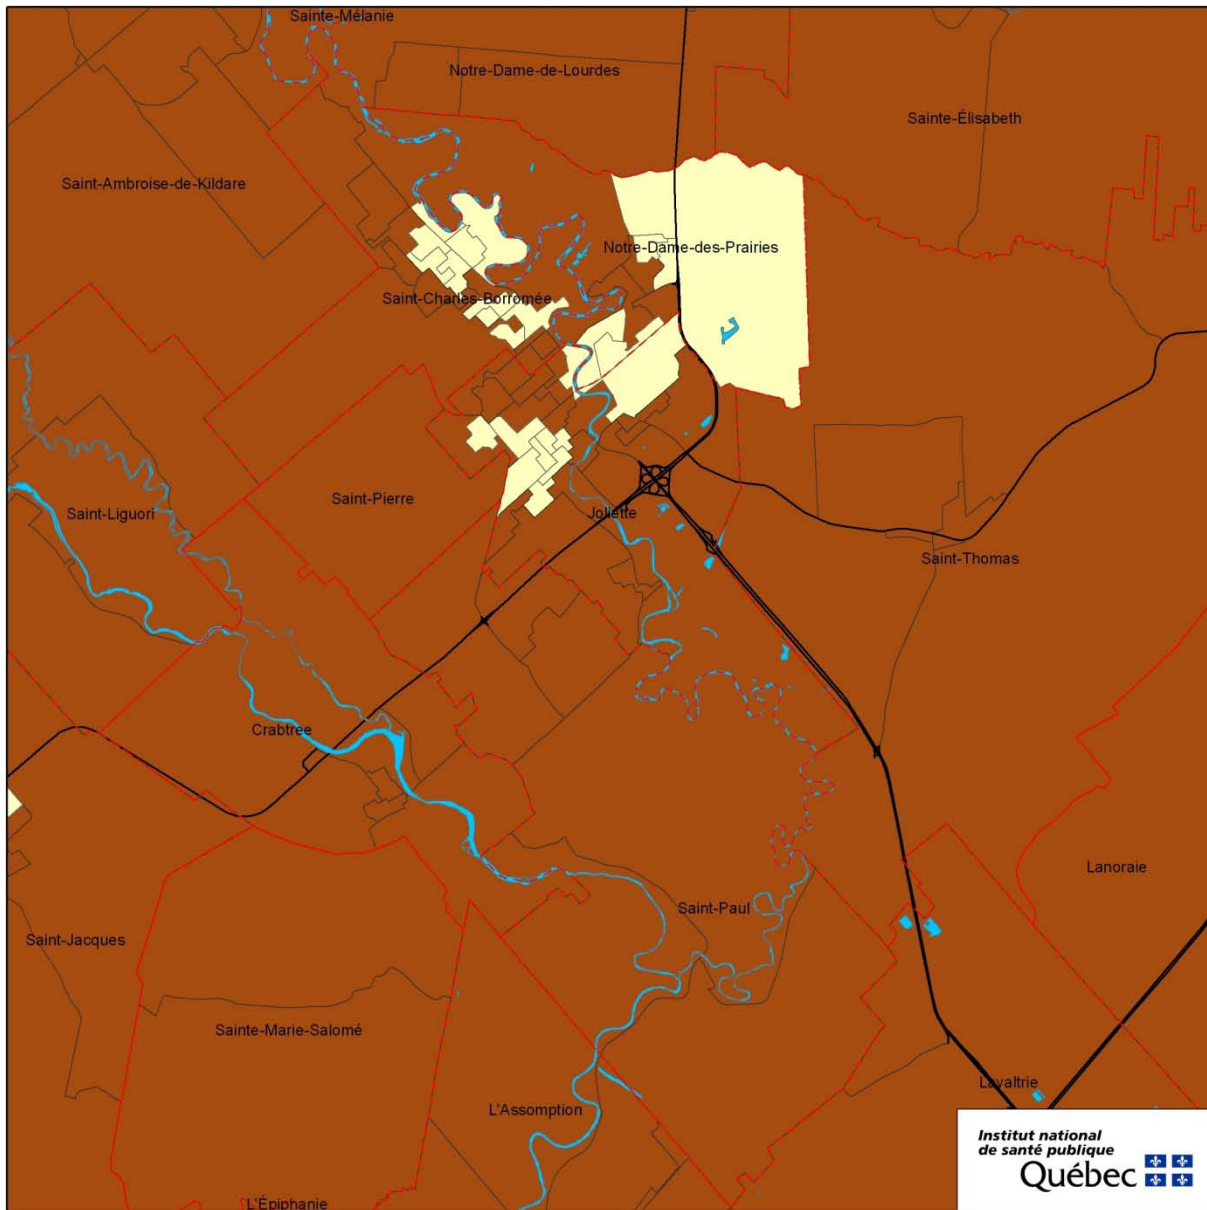 Sainte-Mélanie
Notre-Dame-de-Lourdes
Sainte-Élisabeth
Saint-Ambroise-de-Kildare
Notre-Dame-des-Prairies
Saint-Charles-Borromée
Saint-Pierre
Saint-Liguori
Joliette
Saint-Thomas
Crabtree
Lanoraie
Saint-Paul
Saint-Jacques
Sainte-Marie-Salomé
Lavaltrie
L'Assomption
Institut national
de santé publique
Québec
L'Épiphanie